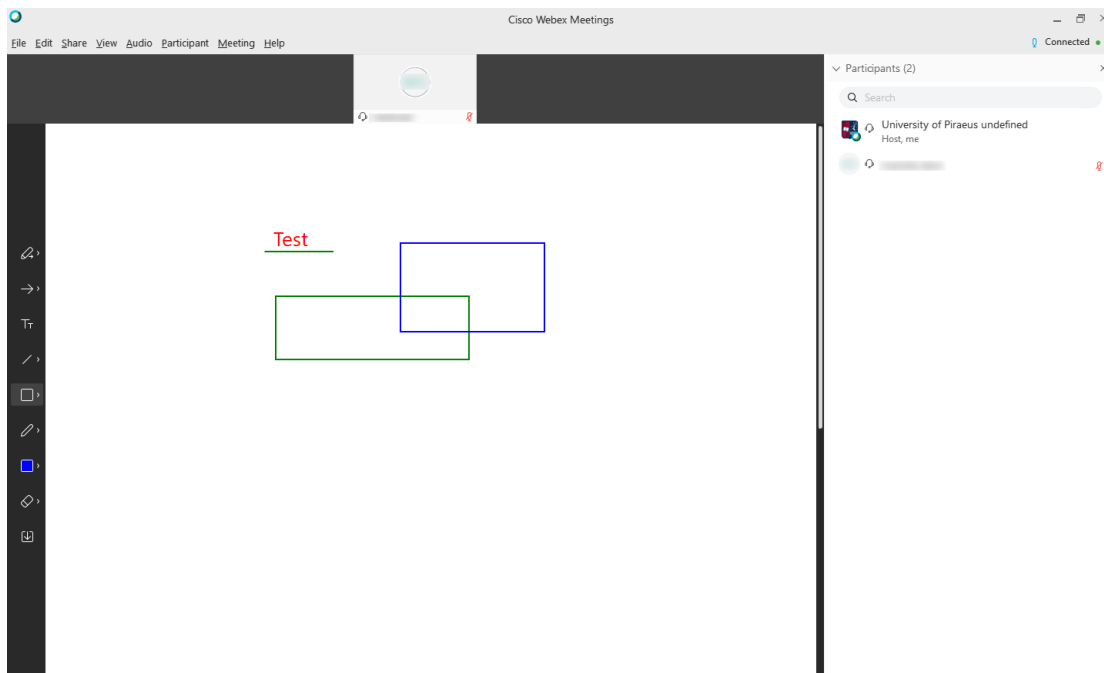 Cisco Webex Meetings
File Edit Share View Audio Participant Meeting Help
Connected
Participants (2)
Search
University of Piraeus undefined
Host, me
Test